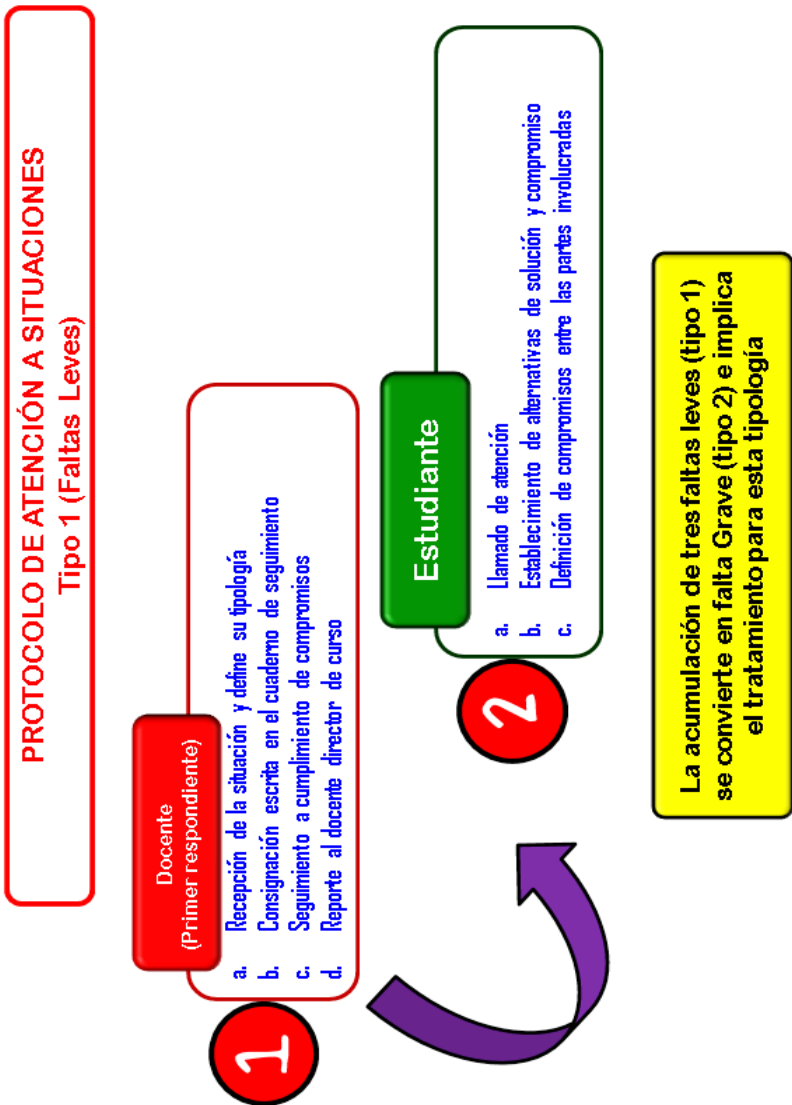 PROTOCOLO DE ATENCIÓN A SITUACIONES
Tipo 1 (Faltas Leves)
1
Docente
(Primer respondiente)
a. Recepción de la situación y define su tipología
b. Consignación escrita en el cuaderno de seguimiento
c. Seguimiento a cumplimiento de compromisos
d. Reporte al docente director de curso
2
Estudiante
a. Llamado de atención
b. Establecimiento de alternativas de solución y compromiso
c. Definición de compromisos entre las partes involucradas
La acumulación de tres faltas leves (tipo 1)
se convierte en falta Grave (tipo 2) e implica
el tratamiento para esta tipología